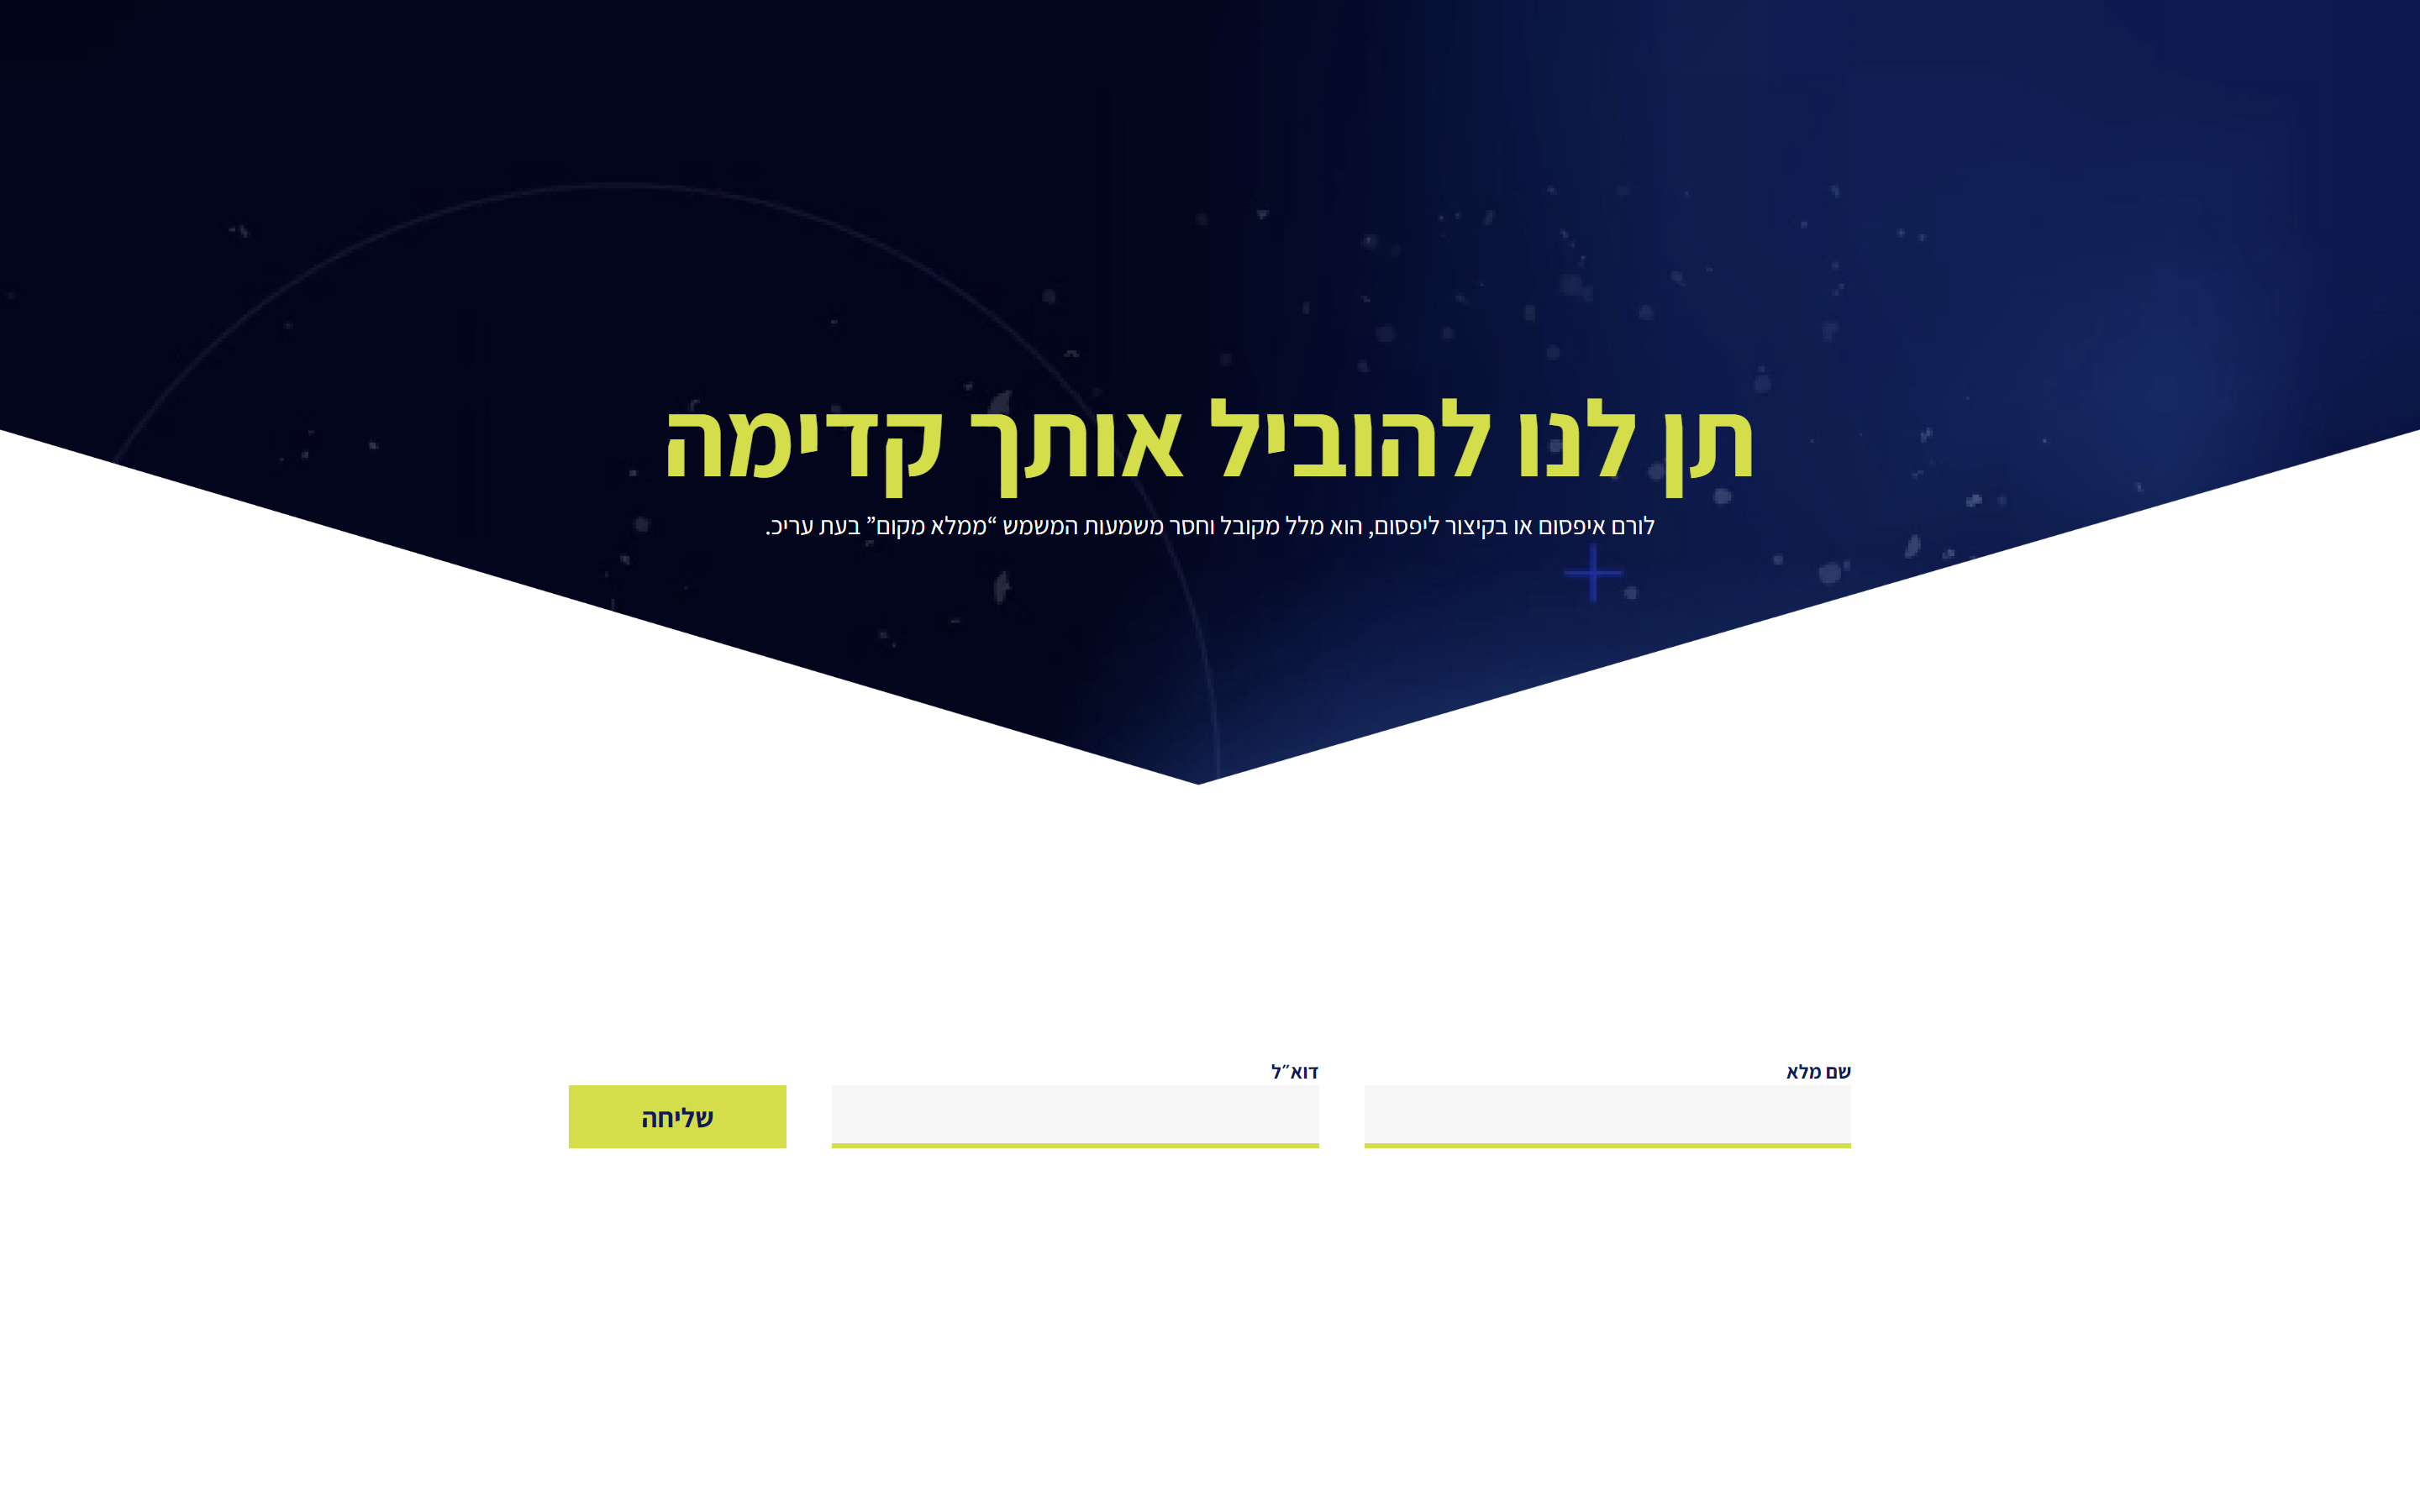 תן לנו להוביל אותך קדימה
לורם איפסום או בקיצור ליפסום, הוא מלל מקובל וחסר משמעות המשמש “ממלא מקום” בעת עריכ.
שם מלא
דוא״ל
שליחה